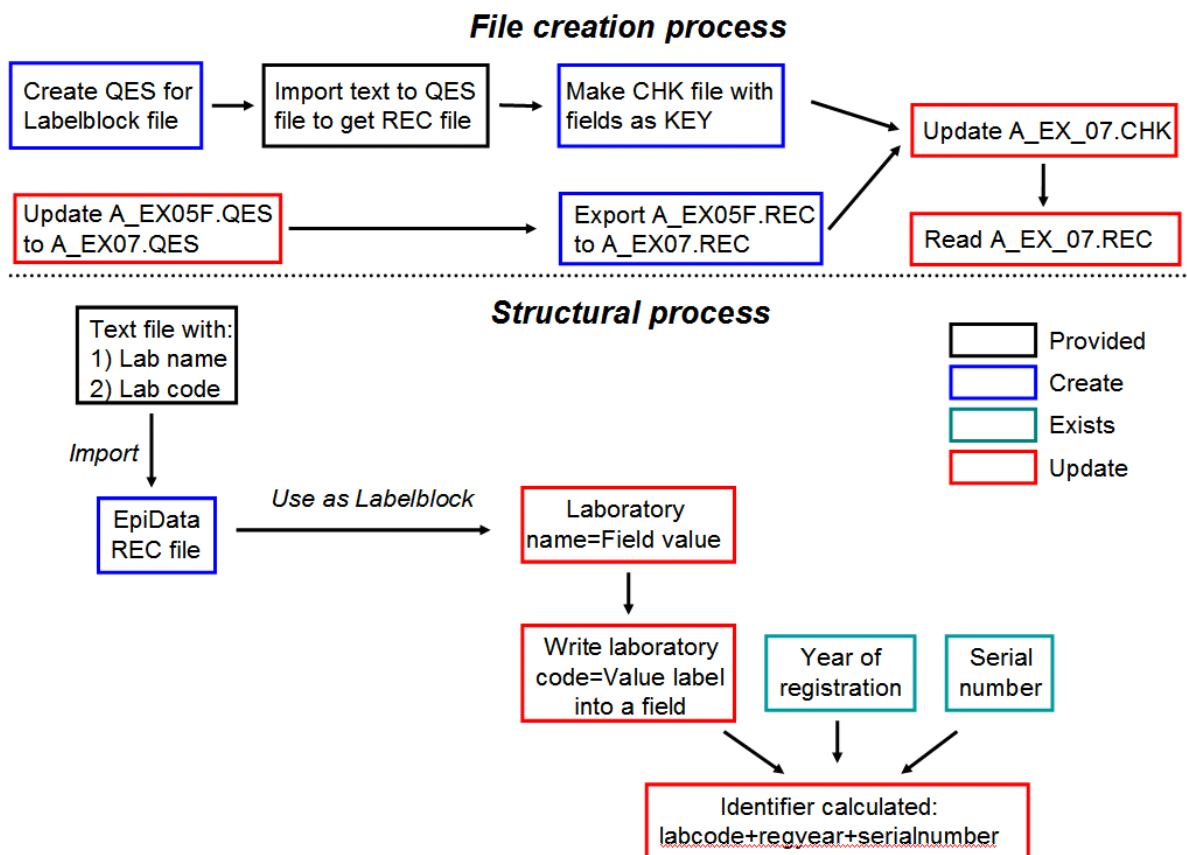 File creation process
Create QES for
Labelblock file
Import text to QES
file to get REC file
Make CHK file with
fields as KEY
Update A_EX_07.CHK
Update A_EX05F.QES
to A_EX07.QES
Export A_EX05F.REC
to A_EX07.REC
Read A_EX_07.REC
Structural process
Text file with:
1) Lab name
2) Lab code
Provided
Create
Exists
Update
Import
EpiData
REC file
Use as Labelblock
Laboratory
name=Field value
Write laboratory
code=Value label
into a field
Year of
registration
Serial
number
Identifier calculated:
labcode+regyear+serialnumber